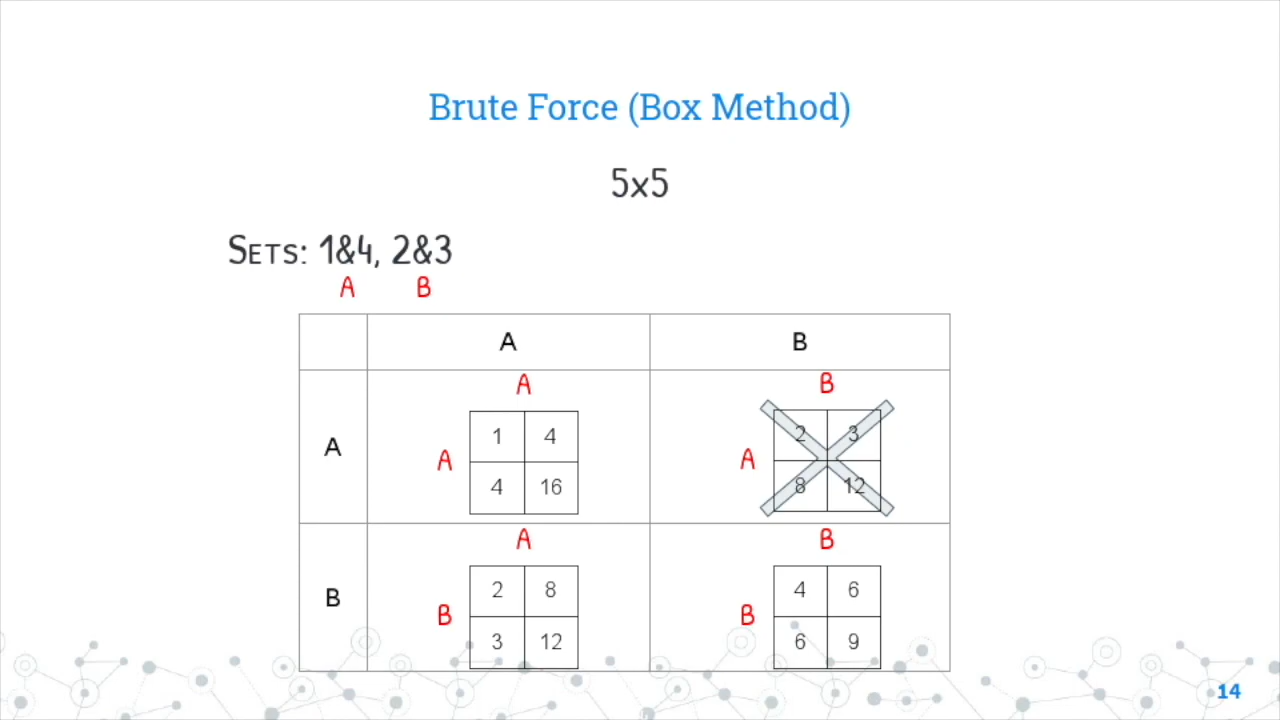 Brute Force (Box Method)
5x5
Sets: 1&4, 2&3
A B
A B
A B
A
1 4
A
2 3
A
4 16
8 12
A B
B
2 8
B
4 6
B
3 12
6 9
14